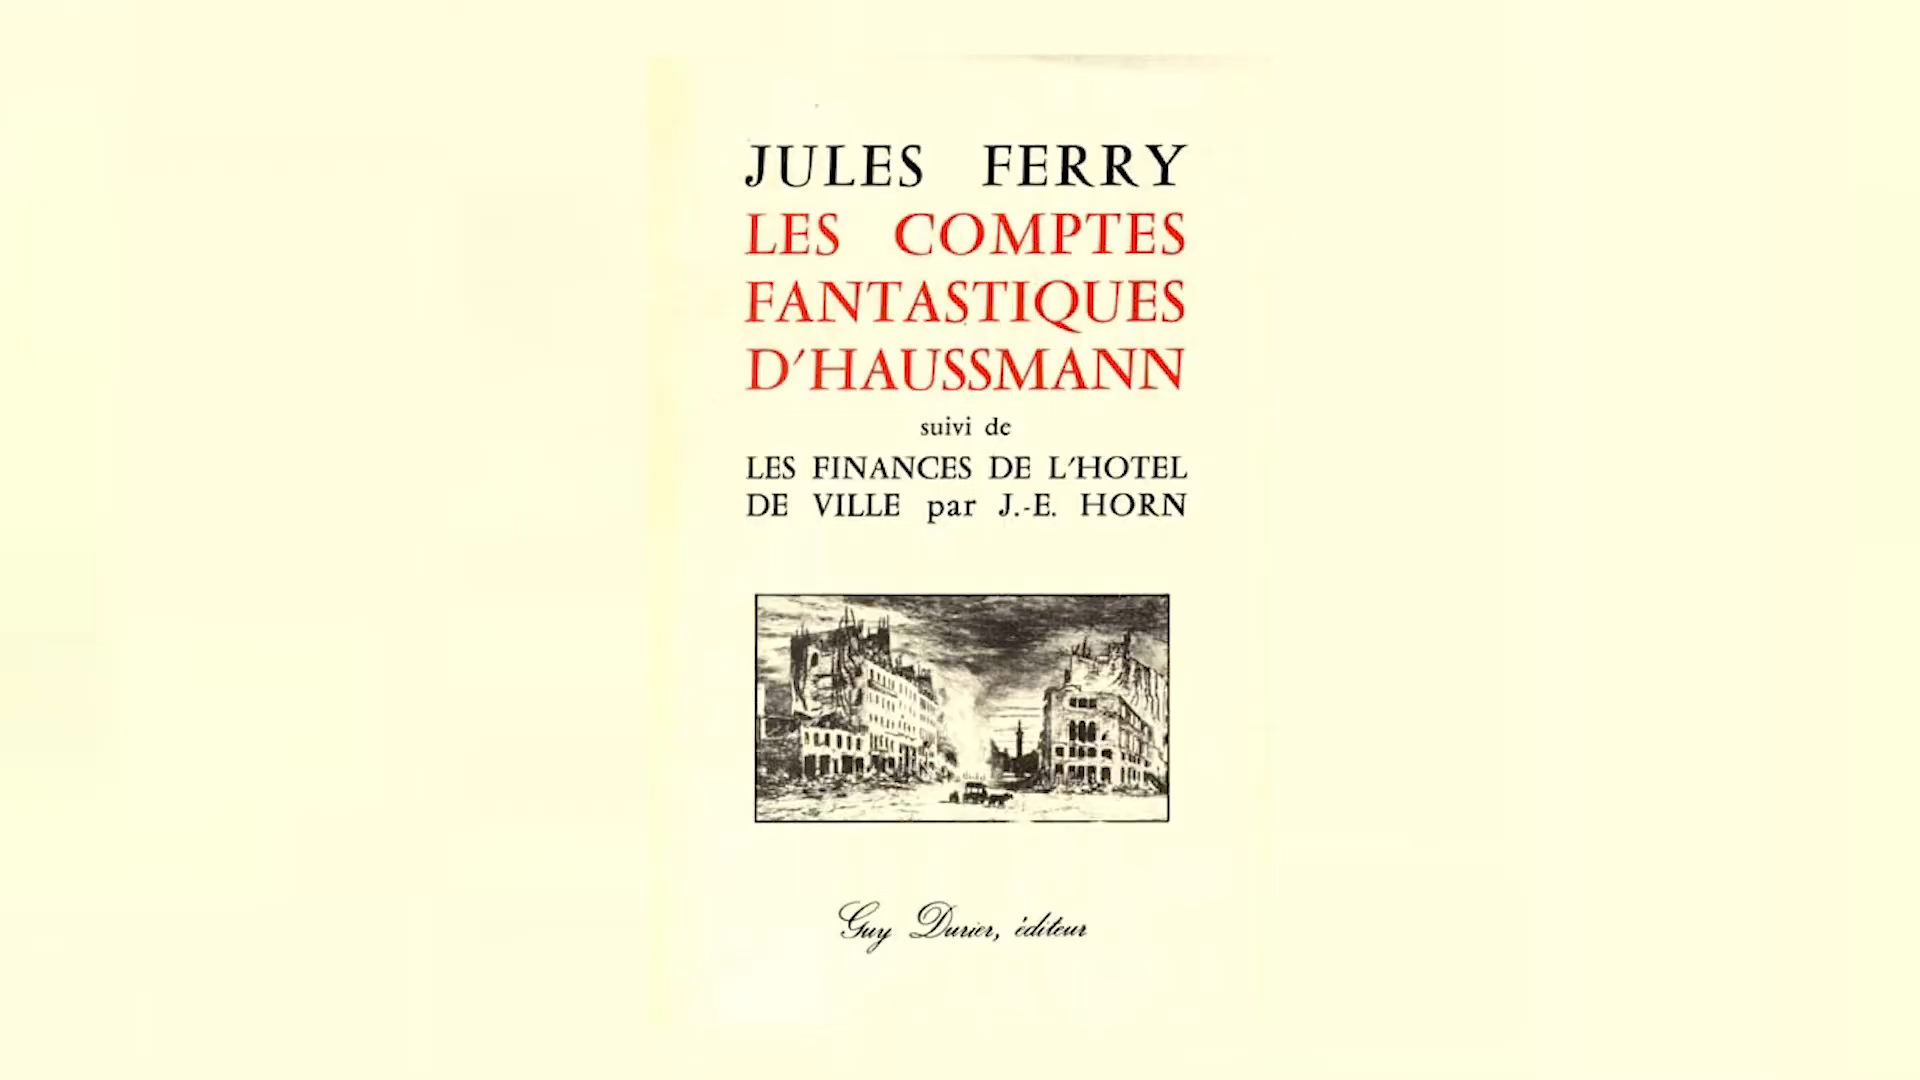 JULES FERRY
LES COMPTES
FANTASTIQUES
D'HAUSSMANN
suivi de
LES FINANCES DE L'HOTEL
DE VILLE par J.-E. HORN
Guy Durier, éditeur